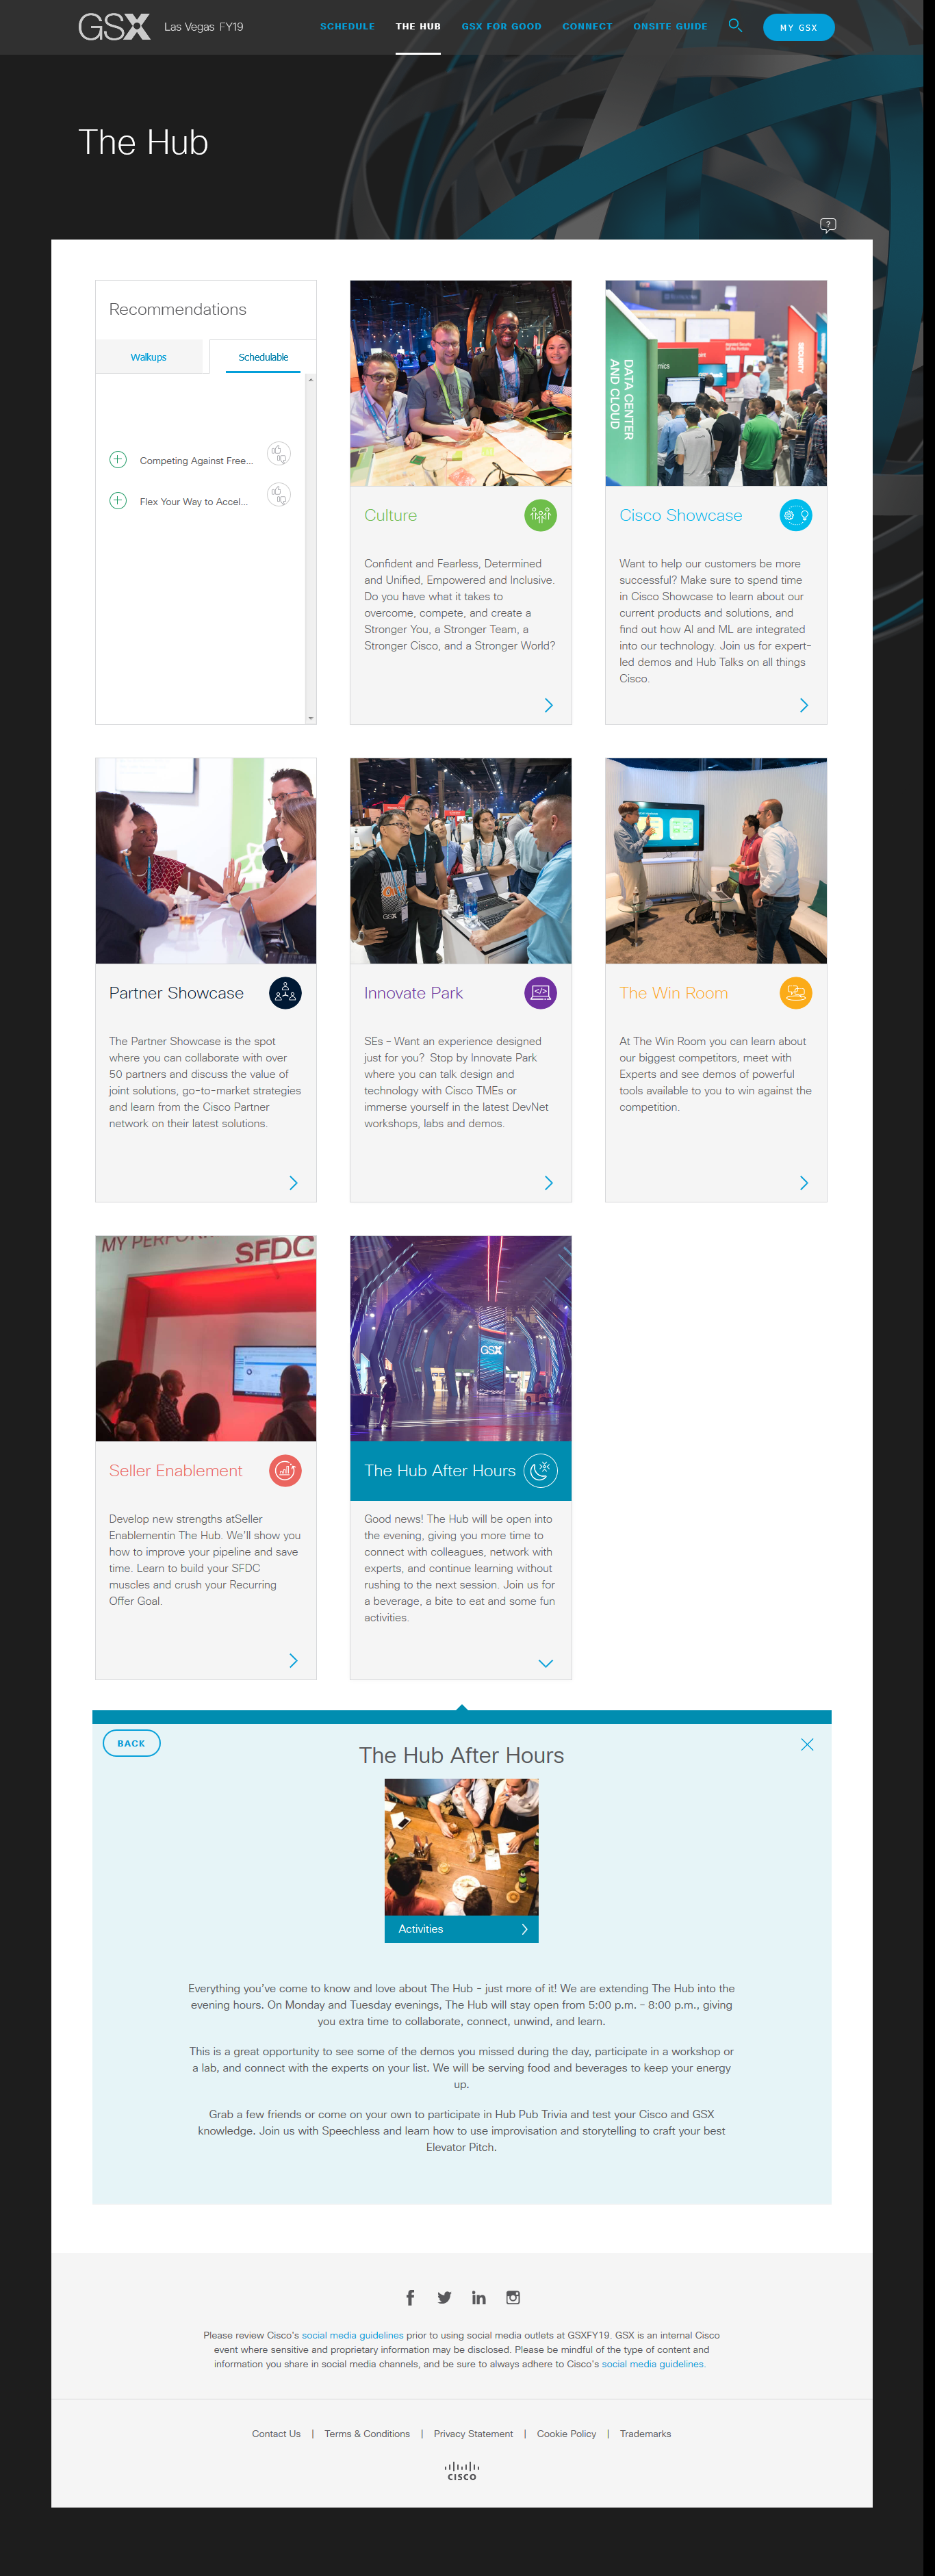 GSX Las Vegas FY19
SCHEDULE THE HUB GSX FOR GOOD CONNECT ONSITE GUIDE MY GSX
The Hub
?
Recommendations
Walkups Schedulable
Competing Against Free...
Flex Your Way to Accel...
DATA CENTER
AND CLOUD
SECURITY
Culture
Confident and Fearless, Determined
and Unified, Empowered and Inclusive.
Do you have what it takes to
overcome, compete, and create a
Stronger You, a Stronger Team, a
Stronger Cisco, and a Stronger World?
Cisco Showcase
Want to help our customers be more
successful? Make sure to spend time
in Cisco Showcase to learn about our
current products and solutions, and
find out how AI and ML are integrated
into our technology. Join us for expert-
led demos and Hub Talks on all things
Cisco.
Partner Showcase
The Partner Showcase is the spot
where you can collaborate with over
50 partners and discuss the value of
joint solutions, go-to-market strategies
and learn from the Cisco Partner
network on their latest solutions.
GSX
Innovate Park
SEs - Want an experience designed
just for you? Stop by Innovate Park
where you can talk design and
technology with Cisco TMEs or
immerse yourself in the latest DevNet
workshops, labs and demos.
The Win Room
At The Win Room you can learn about
our biggest competitors, meet with
Experts and see demos of powerful
tools available to you to win against the
competition.
MY PERFOR
SFDC
Seller Enablement
Develop new strengths atSeller
Enablementin The Hub. We'll show you
how to improve your pipeline and save
time. Learn to build your SFDC
muscles and crush your Recurring
Offer Goal.
GSX
The Hub After Hours
Good news! The Hub will be open into
the evening, giving you more time to
connect with colleagues, network with
experts, and continue learning without
rushing to the next session. Join us for
a beverage, a bite to eat and some fun
activities.
BACK
The Hub After Hours
Activities
Everything you've come to know and love about The Hub - just more of it! We are extending The Hub into the
evening hours. On Monday and Tuesday evenings, The Hub will stay open from 5:00 p.m. - 8:00 p.m., giving
you extra time to collaborate, connect, unwind, and learn.
This is a great opportunity to see some of the demos you missed during the day, participate in a workshop or
a lab, and connect with the experts on your list. We will be serving food and beverages to keep your energy
up.
Grab a few friends or come on your own to participate in Hub Pub Trivia and test your Cisco and GSX
knowledge. Join us with Speechless and learn how to use improvisation and storytelling to craft your best
Elevator Pitch.
Please review Cisco's social media guidelines prior to using social media outlets at GSXFY19. GSX is an internal Cisco
event where sensitive and proprietary information may be disclosed. Please be mindful of the type of content and
information you share in social media channels, and be sure to always adhere to Cisco's social media guidelines.
Contact Us | Terms & Conditions | Privacy Statement | Cookie Policy | Trademarks
CISCO